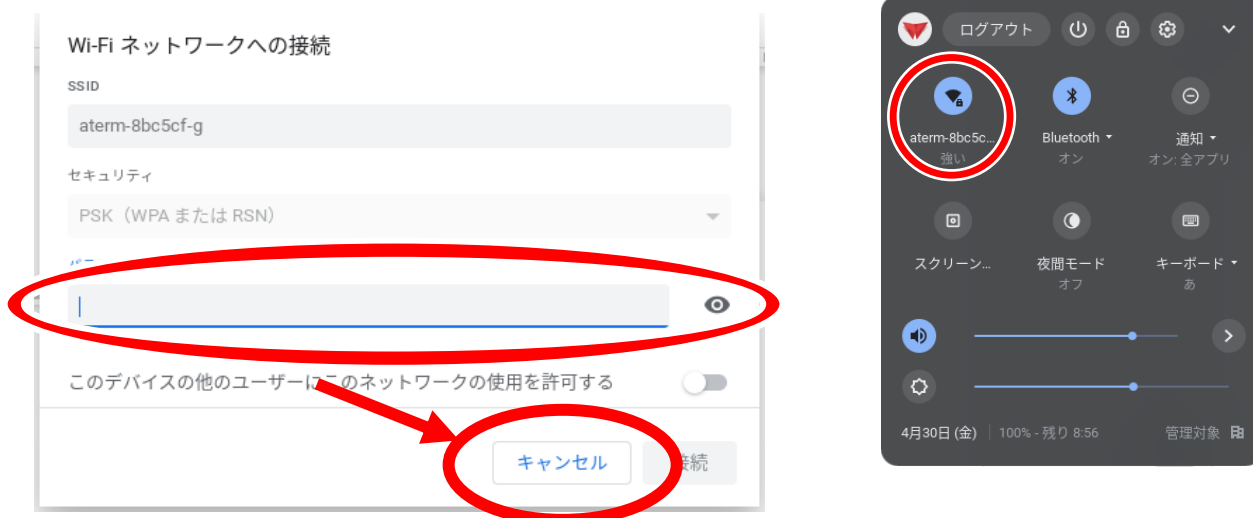 Wi-Fi ネットワークへの接続
SSID
aterm-8bc5cf-g
セキュリティ
PSK（WPA または RSN）
このデバイスの他のユーザーにこのネットワークの使用を許可する
キャンセル
接続
ログアウト
aterm-8bc5c...
強い
Bluetooth
オン
通知
オン: 全アプリ
スクリーン...
夜間モード
オフ
キーボード
あ
4月30日 (金)
100% - 残り 8:56
管理対象